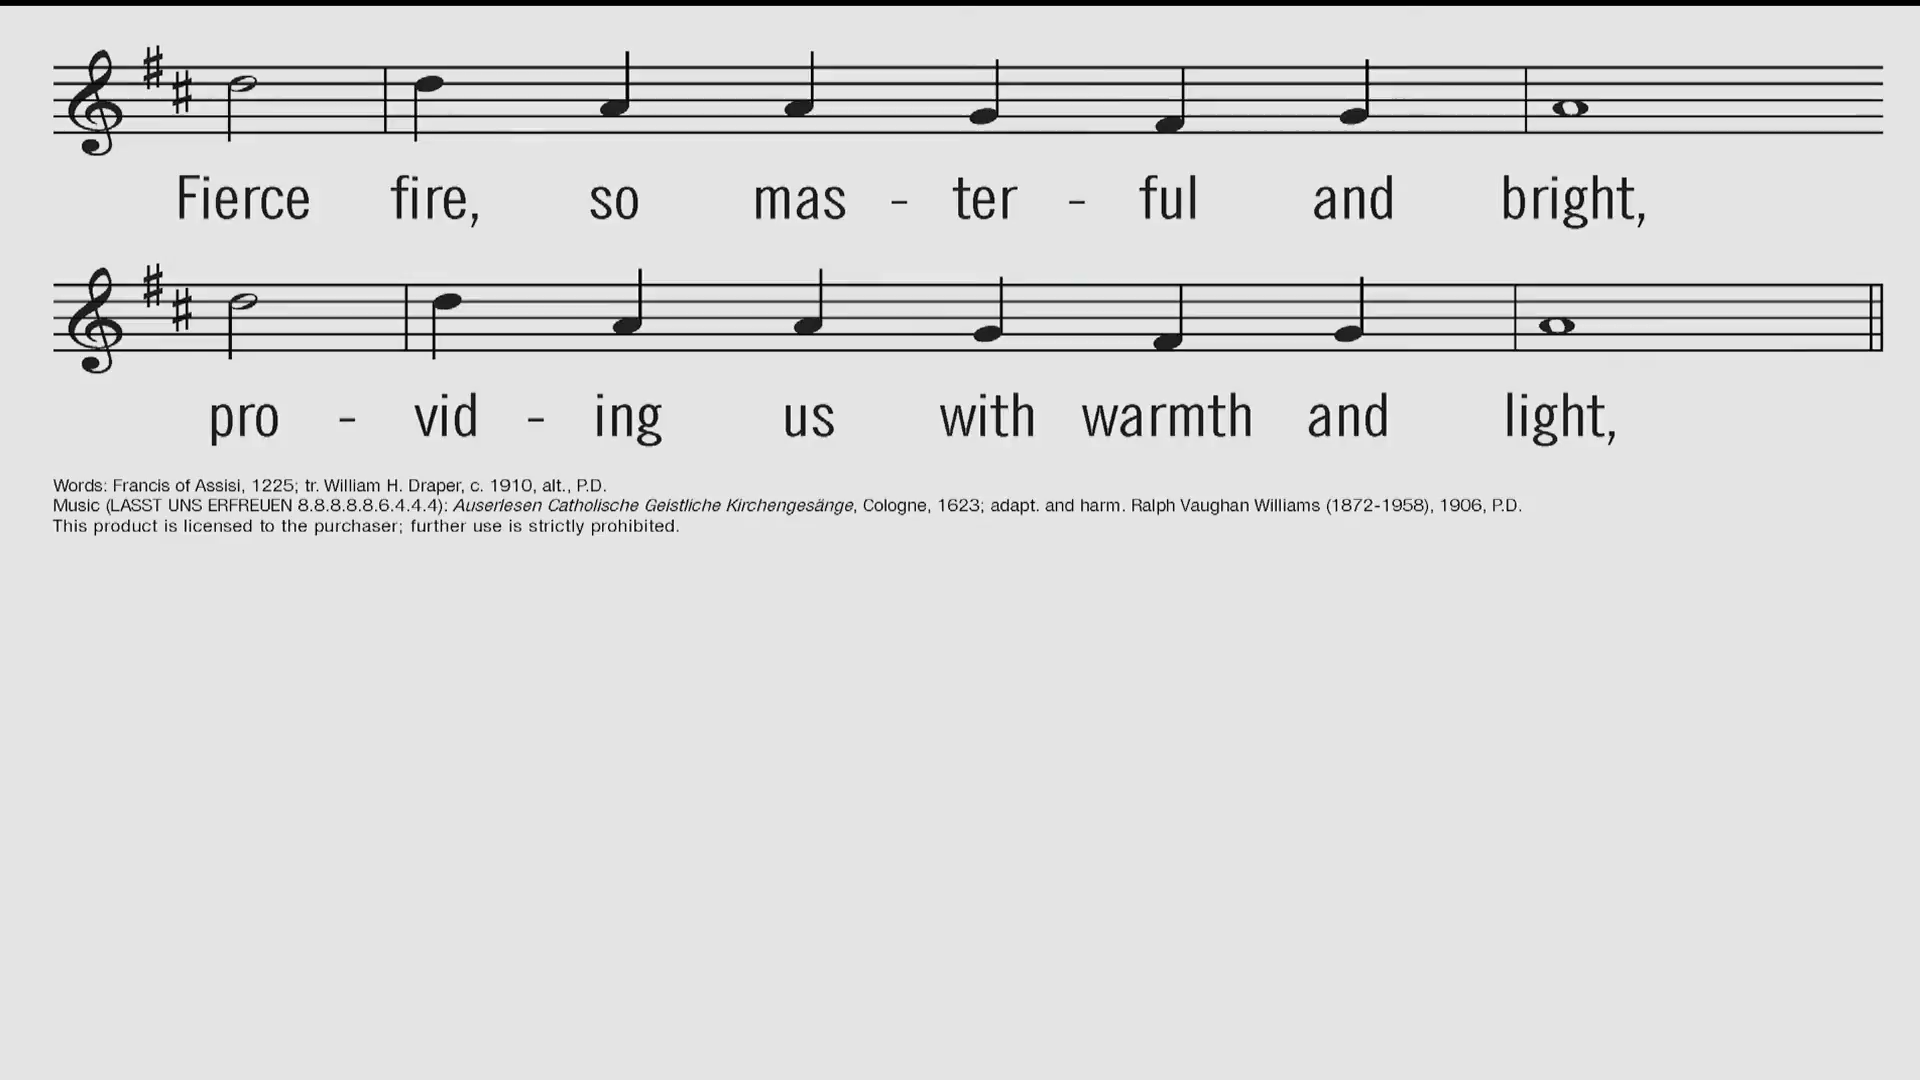 Fierce fire, so mas - ter - ful and bright,
pro - vid - ing us with warmth and light,
Words: Francis of Assisi, 1225; tr. William H. Draper, c. 1910, alt., P.D.
Music (LASST UNS ERFREUEN 8.8.8.8.8.6.4.4.4): Auserlesen Catholische Geistliche Kirchengesänge, Cologne, 1623; adapt. and harm. Ralph Vaughan Williams (1872-1958), 1906, P.D.
This product is licensed to the purchaser; further use is strictly prohibited.